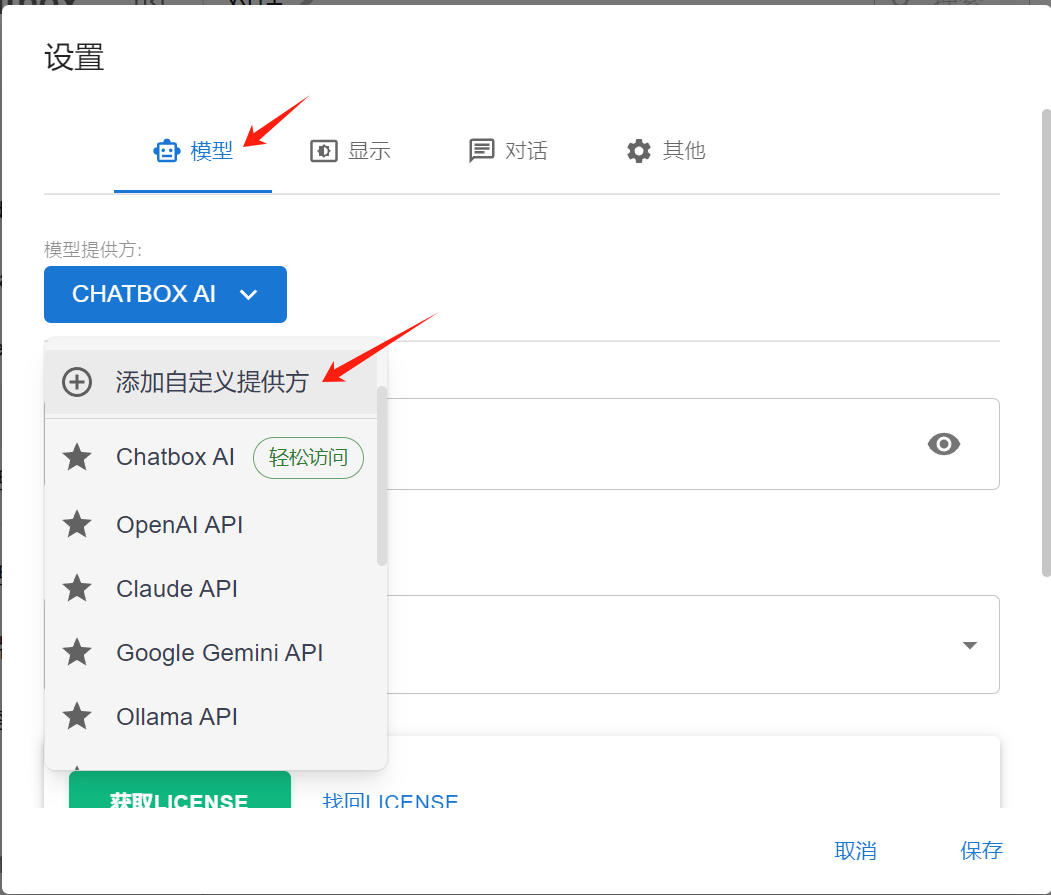 设置
模型
显示
对话
其他
模型提供方:
CHATBOX AI
添加自定义提供方
Chatbox AI 轻松访问
OpenAI API
Claude API
Google Gemini API
Ollama API
获取LICENSE
找回LICENSE
取消
保存